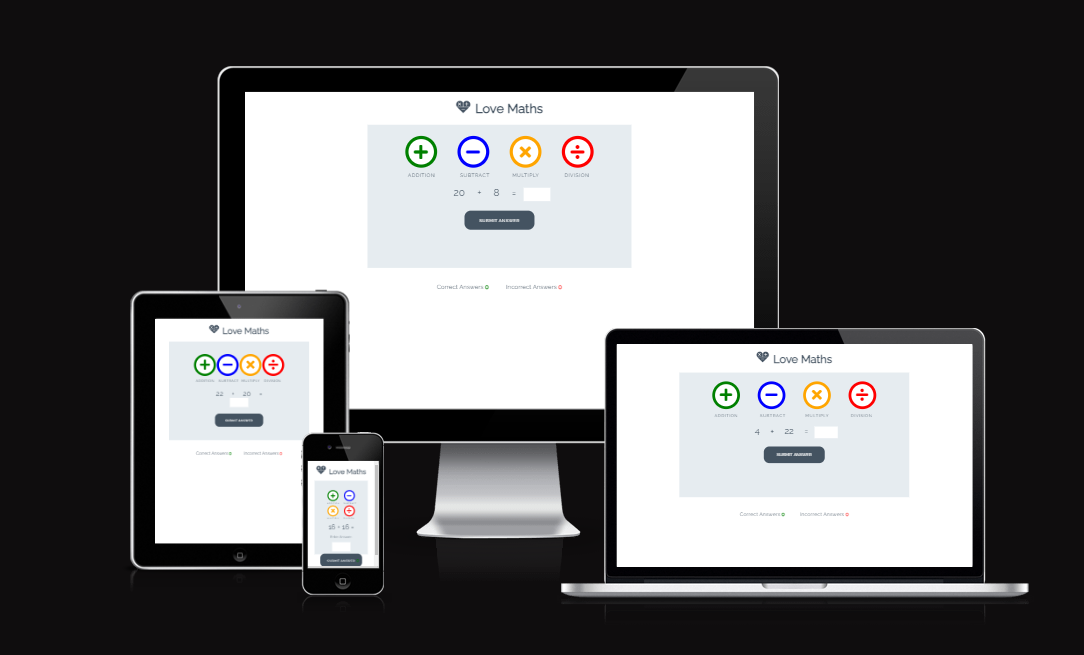 Love Maths
ADDITION SUBTRACT MULTIPLY DIVISION
20 + 8 =
SUBMIT ANSWER
Correct Answers 0 Incorrect Answers 0
Love Maths
ADDITION SUBTRACT MULTIPLY DIVISION
22 + 20 =
SUBMIT ANSWER
Correct Answers 0 Incorrect Answers 0
Love Maths
16 + 16 =
SUBMIT ANSWER
Love Maths
ADDITION SUBTRACT MULTIPLY DIVISION
4 + 22 =
SUBMIT ANSWER
Correct Answers 0 Incorrect Answers 0